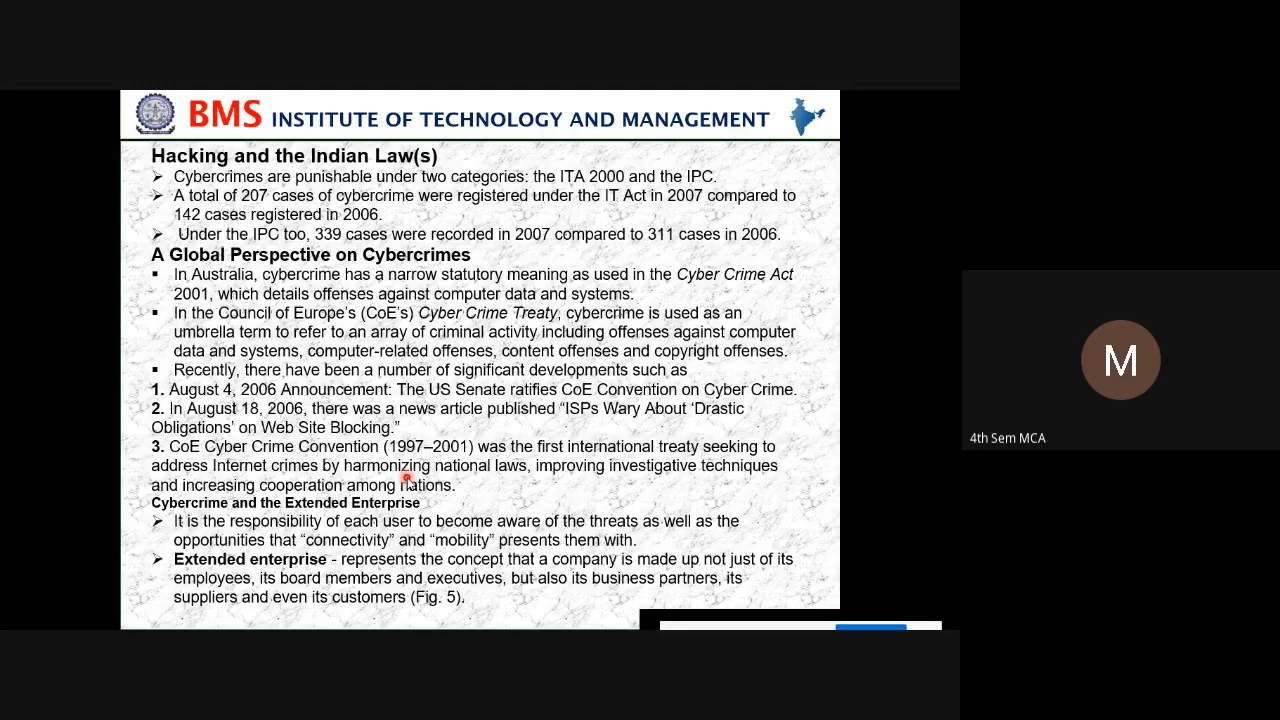 BMS INSTITUTE OF TECHNOLOGY AND MANAGEMENT
Hacking and the Indian Law(s)
➢ Cybercrimes are punishable under two categories: the ITA 2000 and the IPC.
➢ A total of 207 cases of cybercrime were registered under the IT Act in 2007 compared to
142 cases registered in 2006.
➢ Under the IPC too, 339 cases were recorded in 2007 compared to 311 cases in 2006.
A Global Perspective on Cybercrimes
▪ In Australia, cybercrime has a narrow statutory meaning as used in the Cyber Crime Act
2001, which details offenses against computer data and systems.
▪ In the Council of Europe's (CoE's) Cyber Crime Treaty, cybercrime is used as an
umbrella term to refer to an array of criminal activity including offenses against computer
data and systems, computer-related offenses, content offenses and copyright offenses.
▪ Recently, there have been a number of significant developments such as
1. August 4, 2006 Announcement: The US Senate ratifies CoE Convention on Cyber Crime.
2. In August 18, 2006, there was a news article published “ISPs Wary About ‘Drastic
Obligations’ on Web Site Blocking.”
3. CoE Cyber Crime Convention (1997–2001) was the first international treaty seeking to
address Internet crimes by harmonizing national laws, improving investigative techniques
and increasing cooperation among nations.
Cybercrime and the Extended Enterprise
➢ It is the responsibility of each user to become aware of the threats as well as the
opportunities that “connectivity” and “mobility” presents them with.
➢ Extended enterprise - represents the concept that a company is made up not just of its
employees, its board members and executives, but also its business partners, its
suppliers and even its customers (Fig. 5).
M
4th Sem MCA